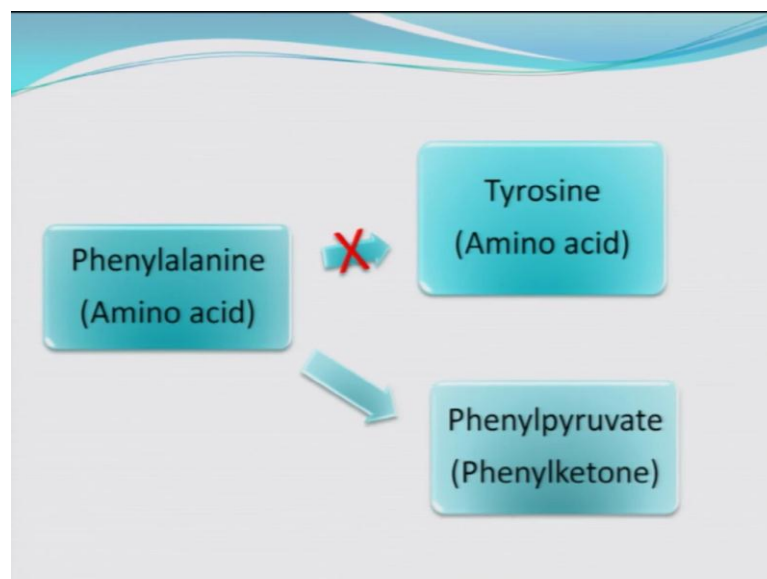 Phenylalanine
(Amino acid)
Tyrosine
(Amino acid)
Phenylpyruvate
(Phenylketone)